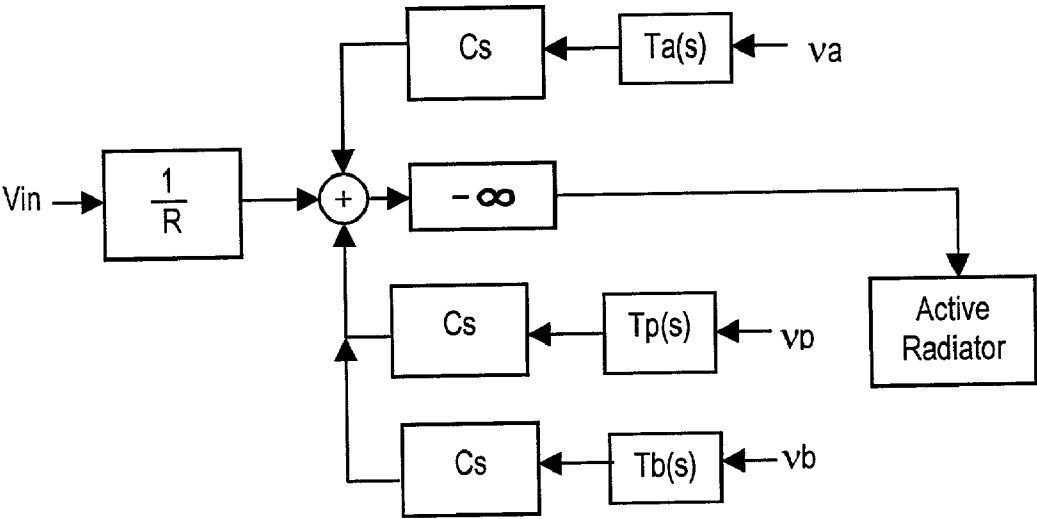 Cs
Ta(s)
νa
Vin
1
R
+
- ∞
Active
Radiator
Cs
Tp(s)
νp
Cs
Tb(s)
νb